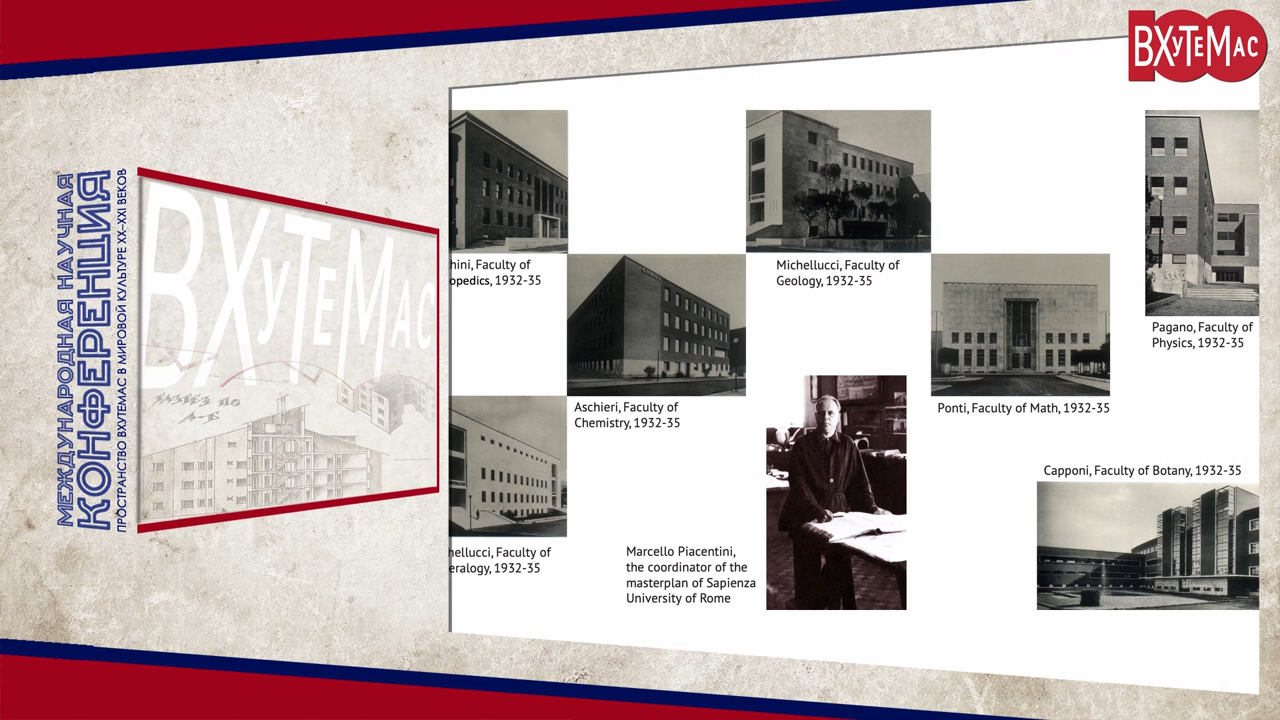 ВХУТЕМАС
МЕЖДУНАРОДНАЯ НАУЧНАЯ
КОНФЕРЕНЦИЯ
ПРОСТРАНСТВО ВХУТЕМАС В МИРОВОЙ КУЛЬТУРЕ XX–XXI ВЕКОВ
ВХУТЕМАС
hini, Faculty of
opedics, 1932-35
Michellucci, Faculty of
Geology, 1932-35
Pagano, Faculty of
Physics, 1932-35
Aschieri, Faculty of
Chemistry, 1932-35
Ponti, Faculty of Math, 1932-35
Capponi, Faculty of Botany, 1932-35
hellucci, Faculty of
eralogy, 1932-35
Marcello Piacentini,
the coordinator of the
masterplan of Sapienza
University of Rome